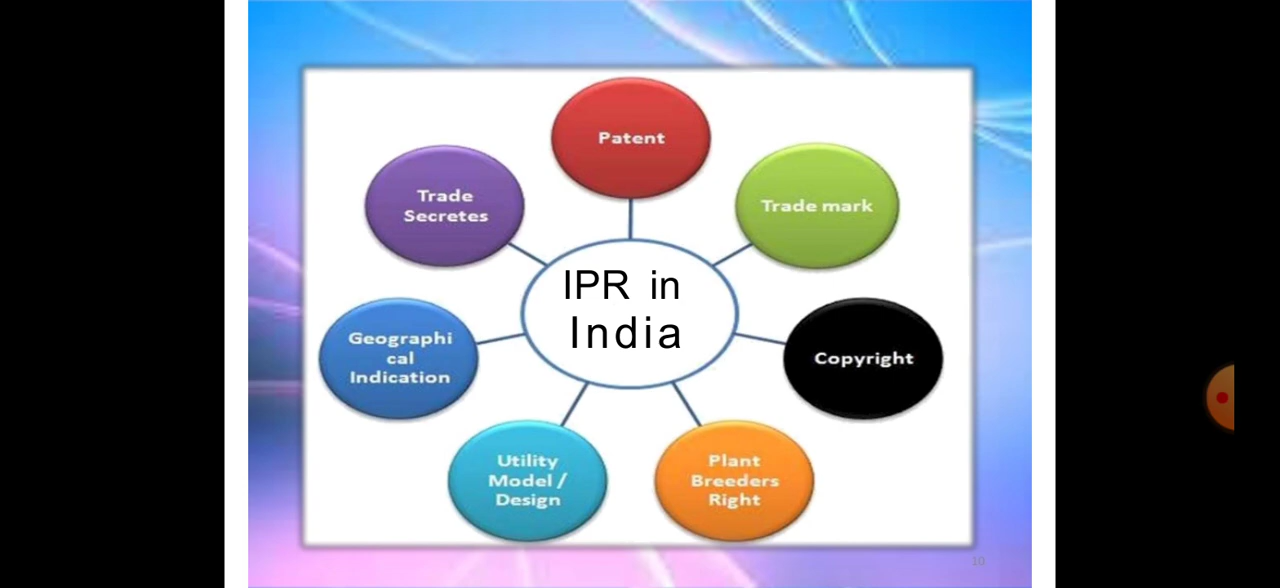 Patent
Trade
Secretes
Trade mark
IPR in
India
Geographi
cal
Indication
Copyright
Utility
Model /
Design
Plant
Breeders
Right
10